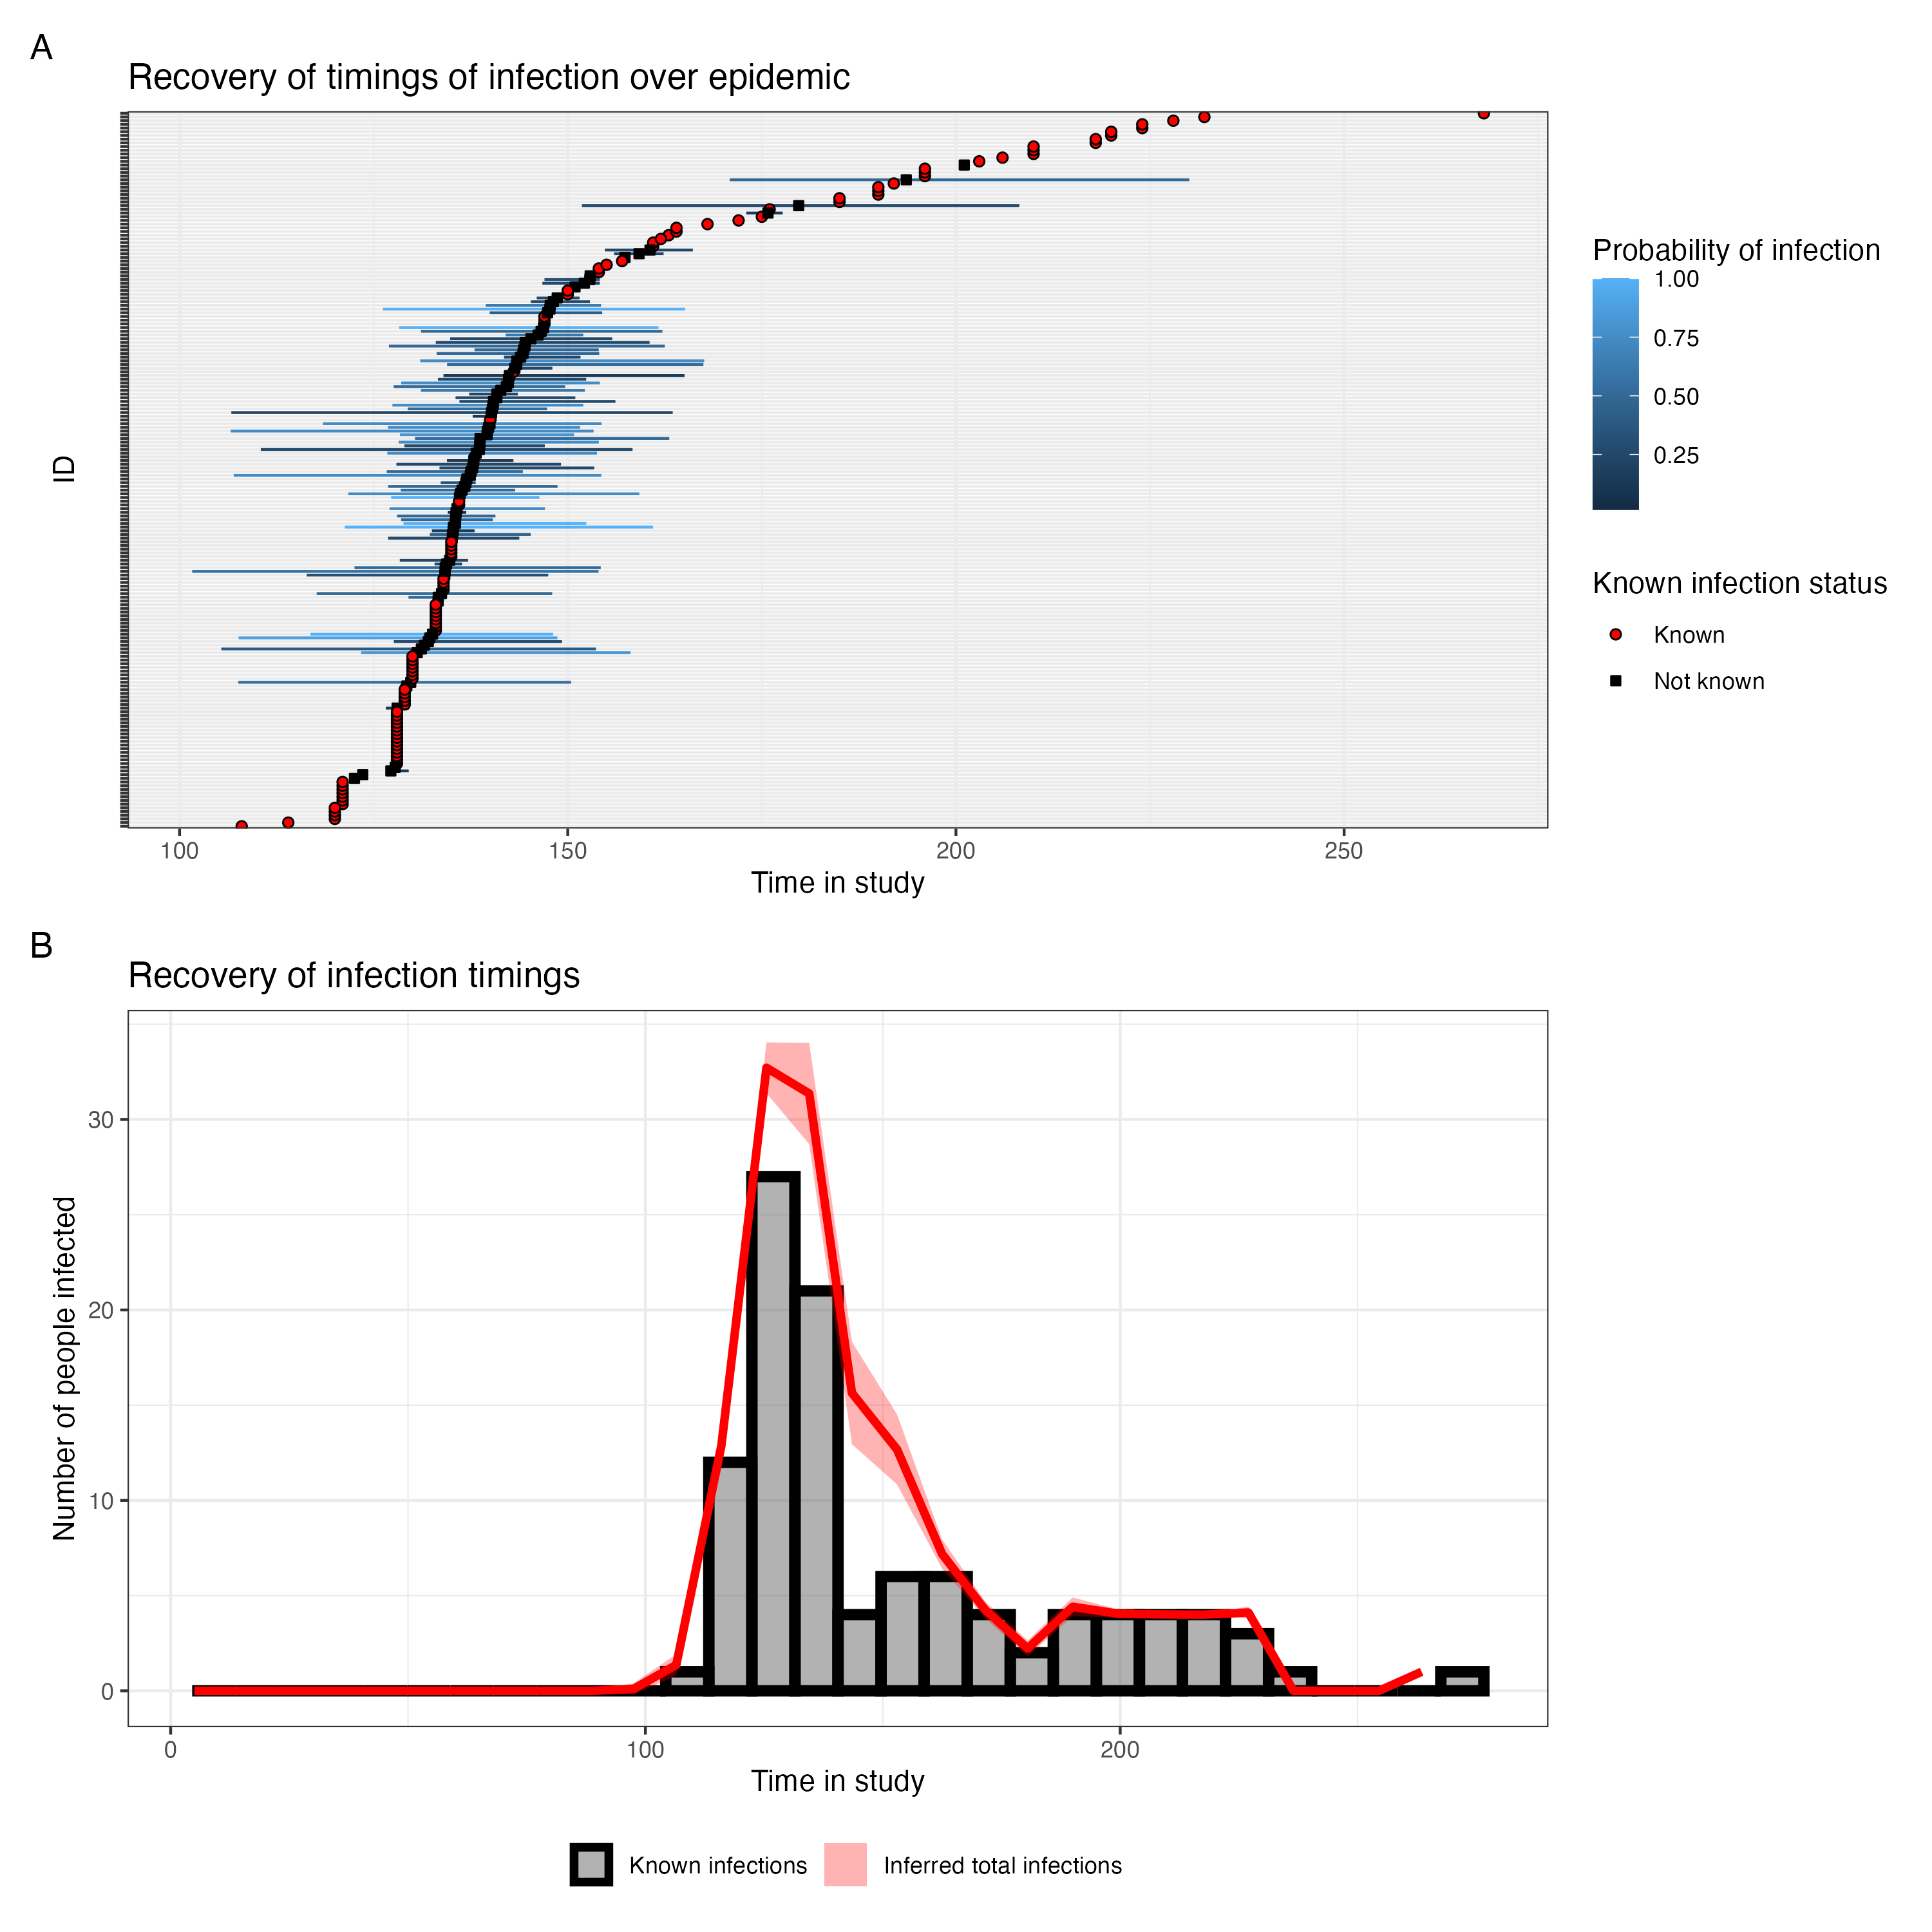 A
Recovery of timings of infection over epidemic
ID
100 150 200 250
Time in study
Probability of infection
1.00
0.75
0.50
0.25
Known infection status
Known
Not known
B
Recovery of infection timings
Number of people infected
30
20
10
0
0 100 200
Time in study
Known infections Inferred total infections